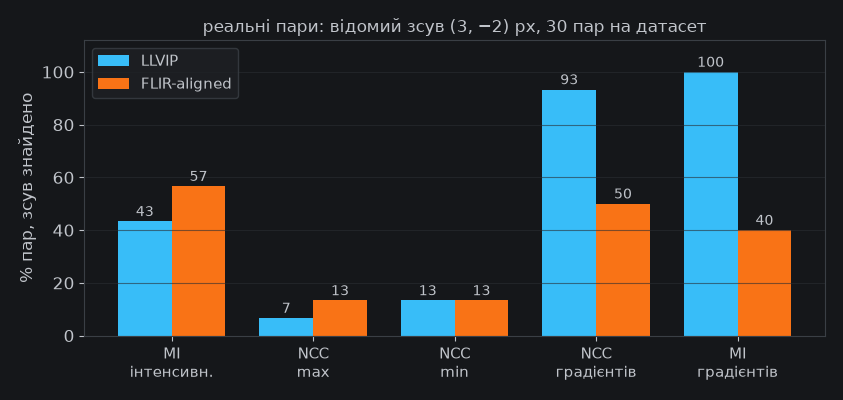 реальні пари: відомий зсув (3, −2) px, 30 пар на датасет
LLVIP
FLIR-aligned
% пар, зсув знайдено
100
80
60
40
20
0
43
57
7
13
13
13
93
50
100
40
MI
інтенсивн.
NCC
max
NCC
min
NCC
градієнтів
MI
градієнтів